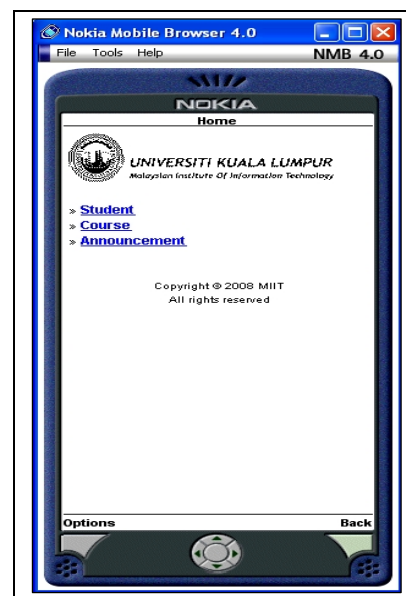 Nokia Mobile Browser 4.0
File Tools Help NMB 4.0
NOKIA
Home
UNIVERSITI KUALA LUMPUR
Malaysian Institute Of Information Technology
» Student
» Course
» Announcement
Copyright © 2008 MIIT
All rights reserved
Options Back